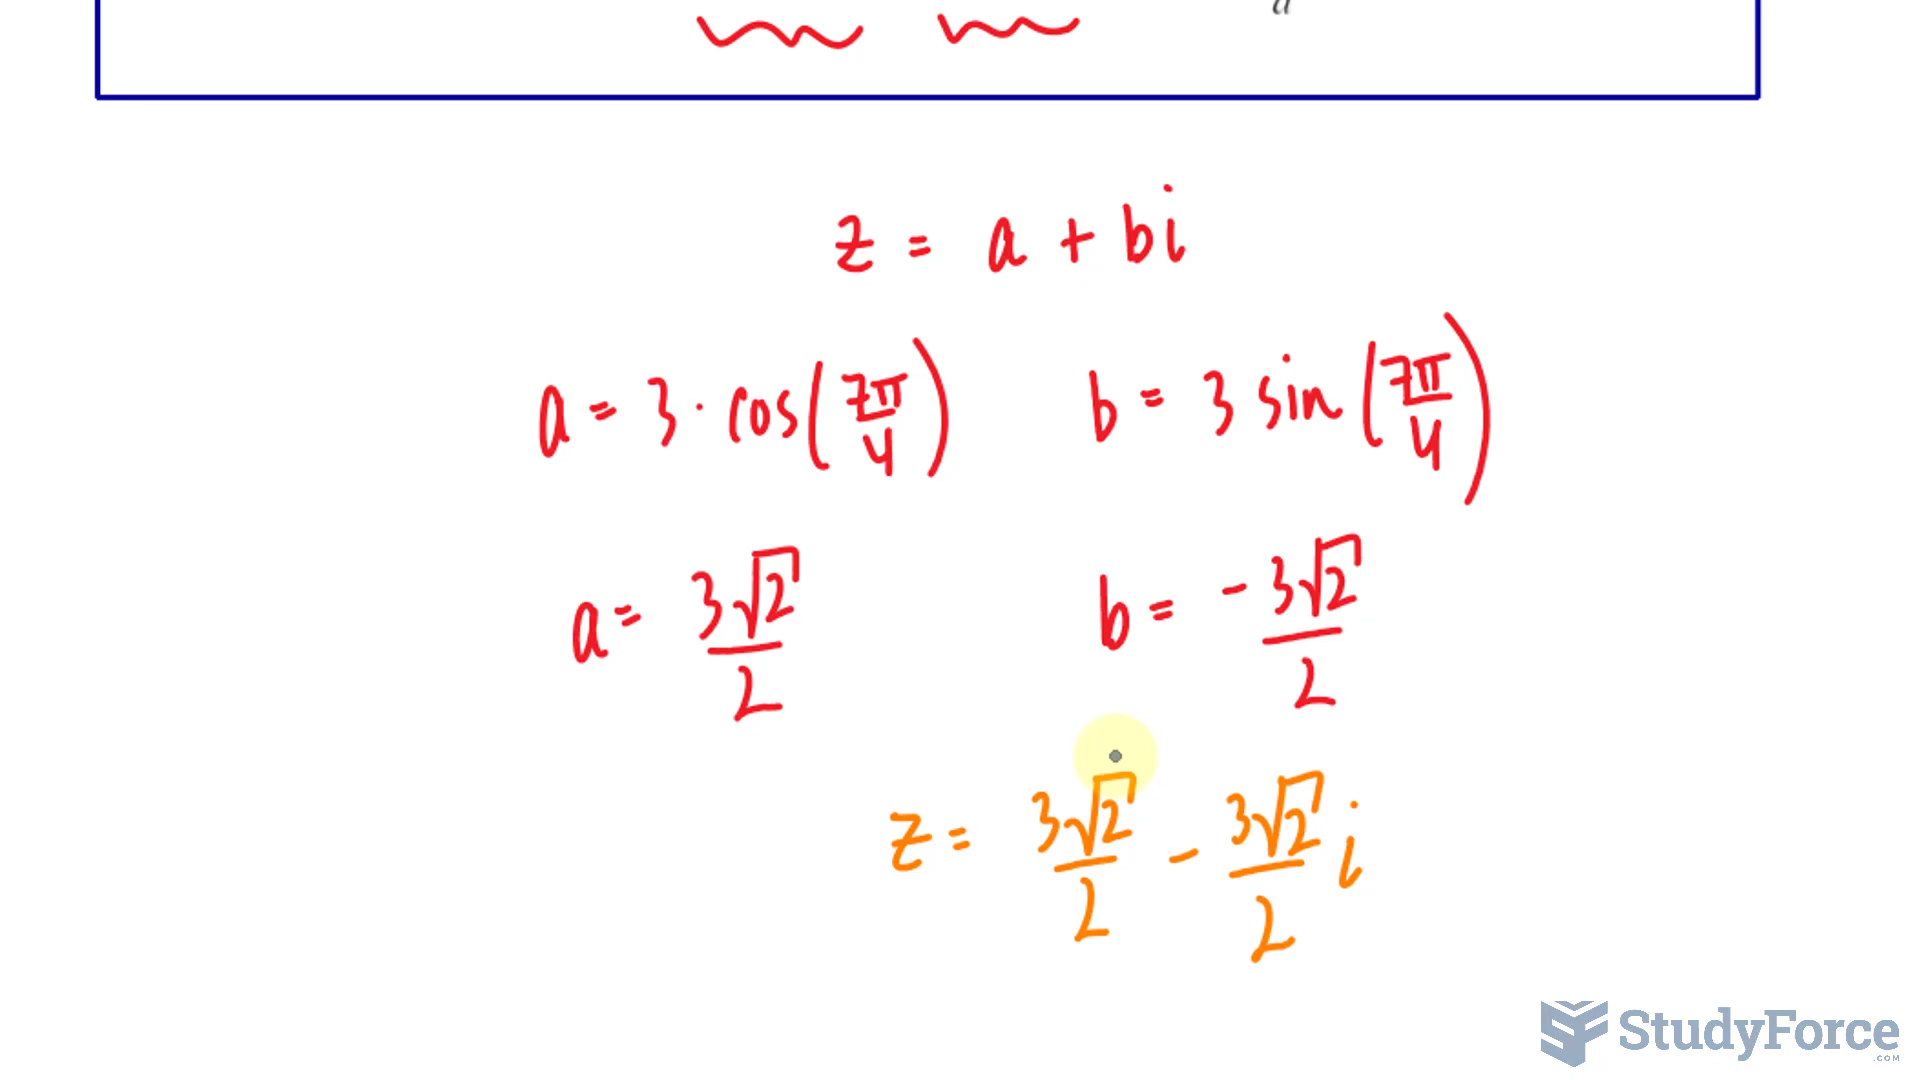 a
z = a + bi
a = 3 · cos(7π/4) b = 3 sin(7π/4)
a = 3√2/2 b = -3√2/2
z = 3√2/2 - 3√2/2 i
StudyForce
.COM